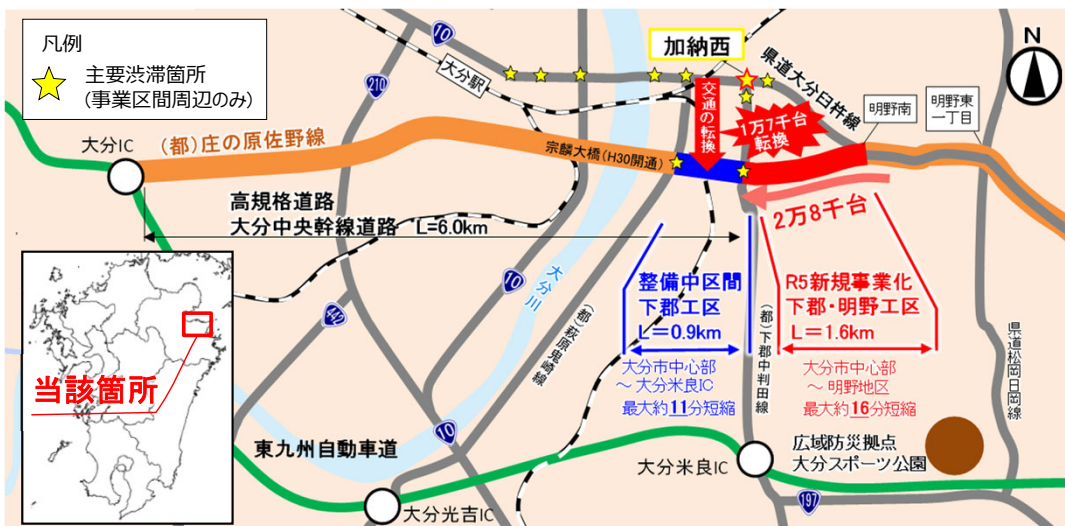 凡例
主要渋滞箇所
(事業区間周辺のみ)
10
210
大分駅
加納西
県道大分臼杵線
N
交通の転換
1万7千台
転換
明野南
明野東
一丁目
大分IC
(都)庄の原佐野線
宗麟大橋(H30開通)
2万8千台
高規格道路
大分中央幹線道路 L=6.0km
大分川
10
442
(都)萩原鬼崎線
整備中区間
下郡工区
L=0.9km
大分市中心部
~ 大分米良IC
最大約11分短縮
(都)下郡中判田線
R5新規事業化
下郡・明野工区
L=1.6km
大分市中心部
~ 明野地区
最大約16分短縮
県道松岡日岡線
当該箇所
東九州自動車道
10
大分光吉IC
大分米良IC
広域防災拠点
大分スポーツ公園
197